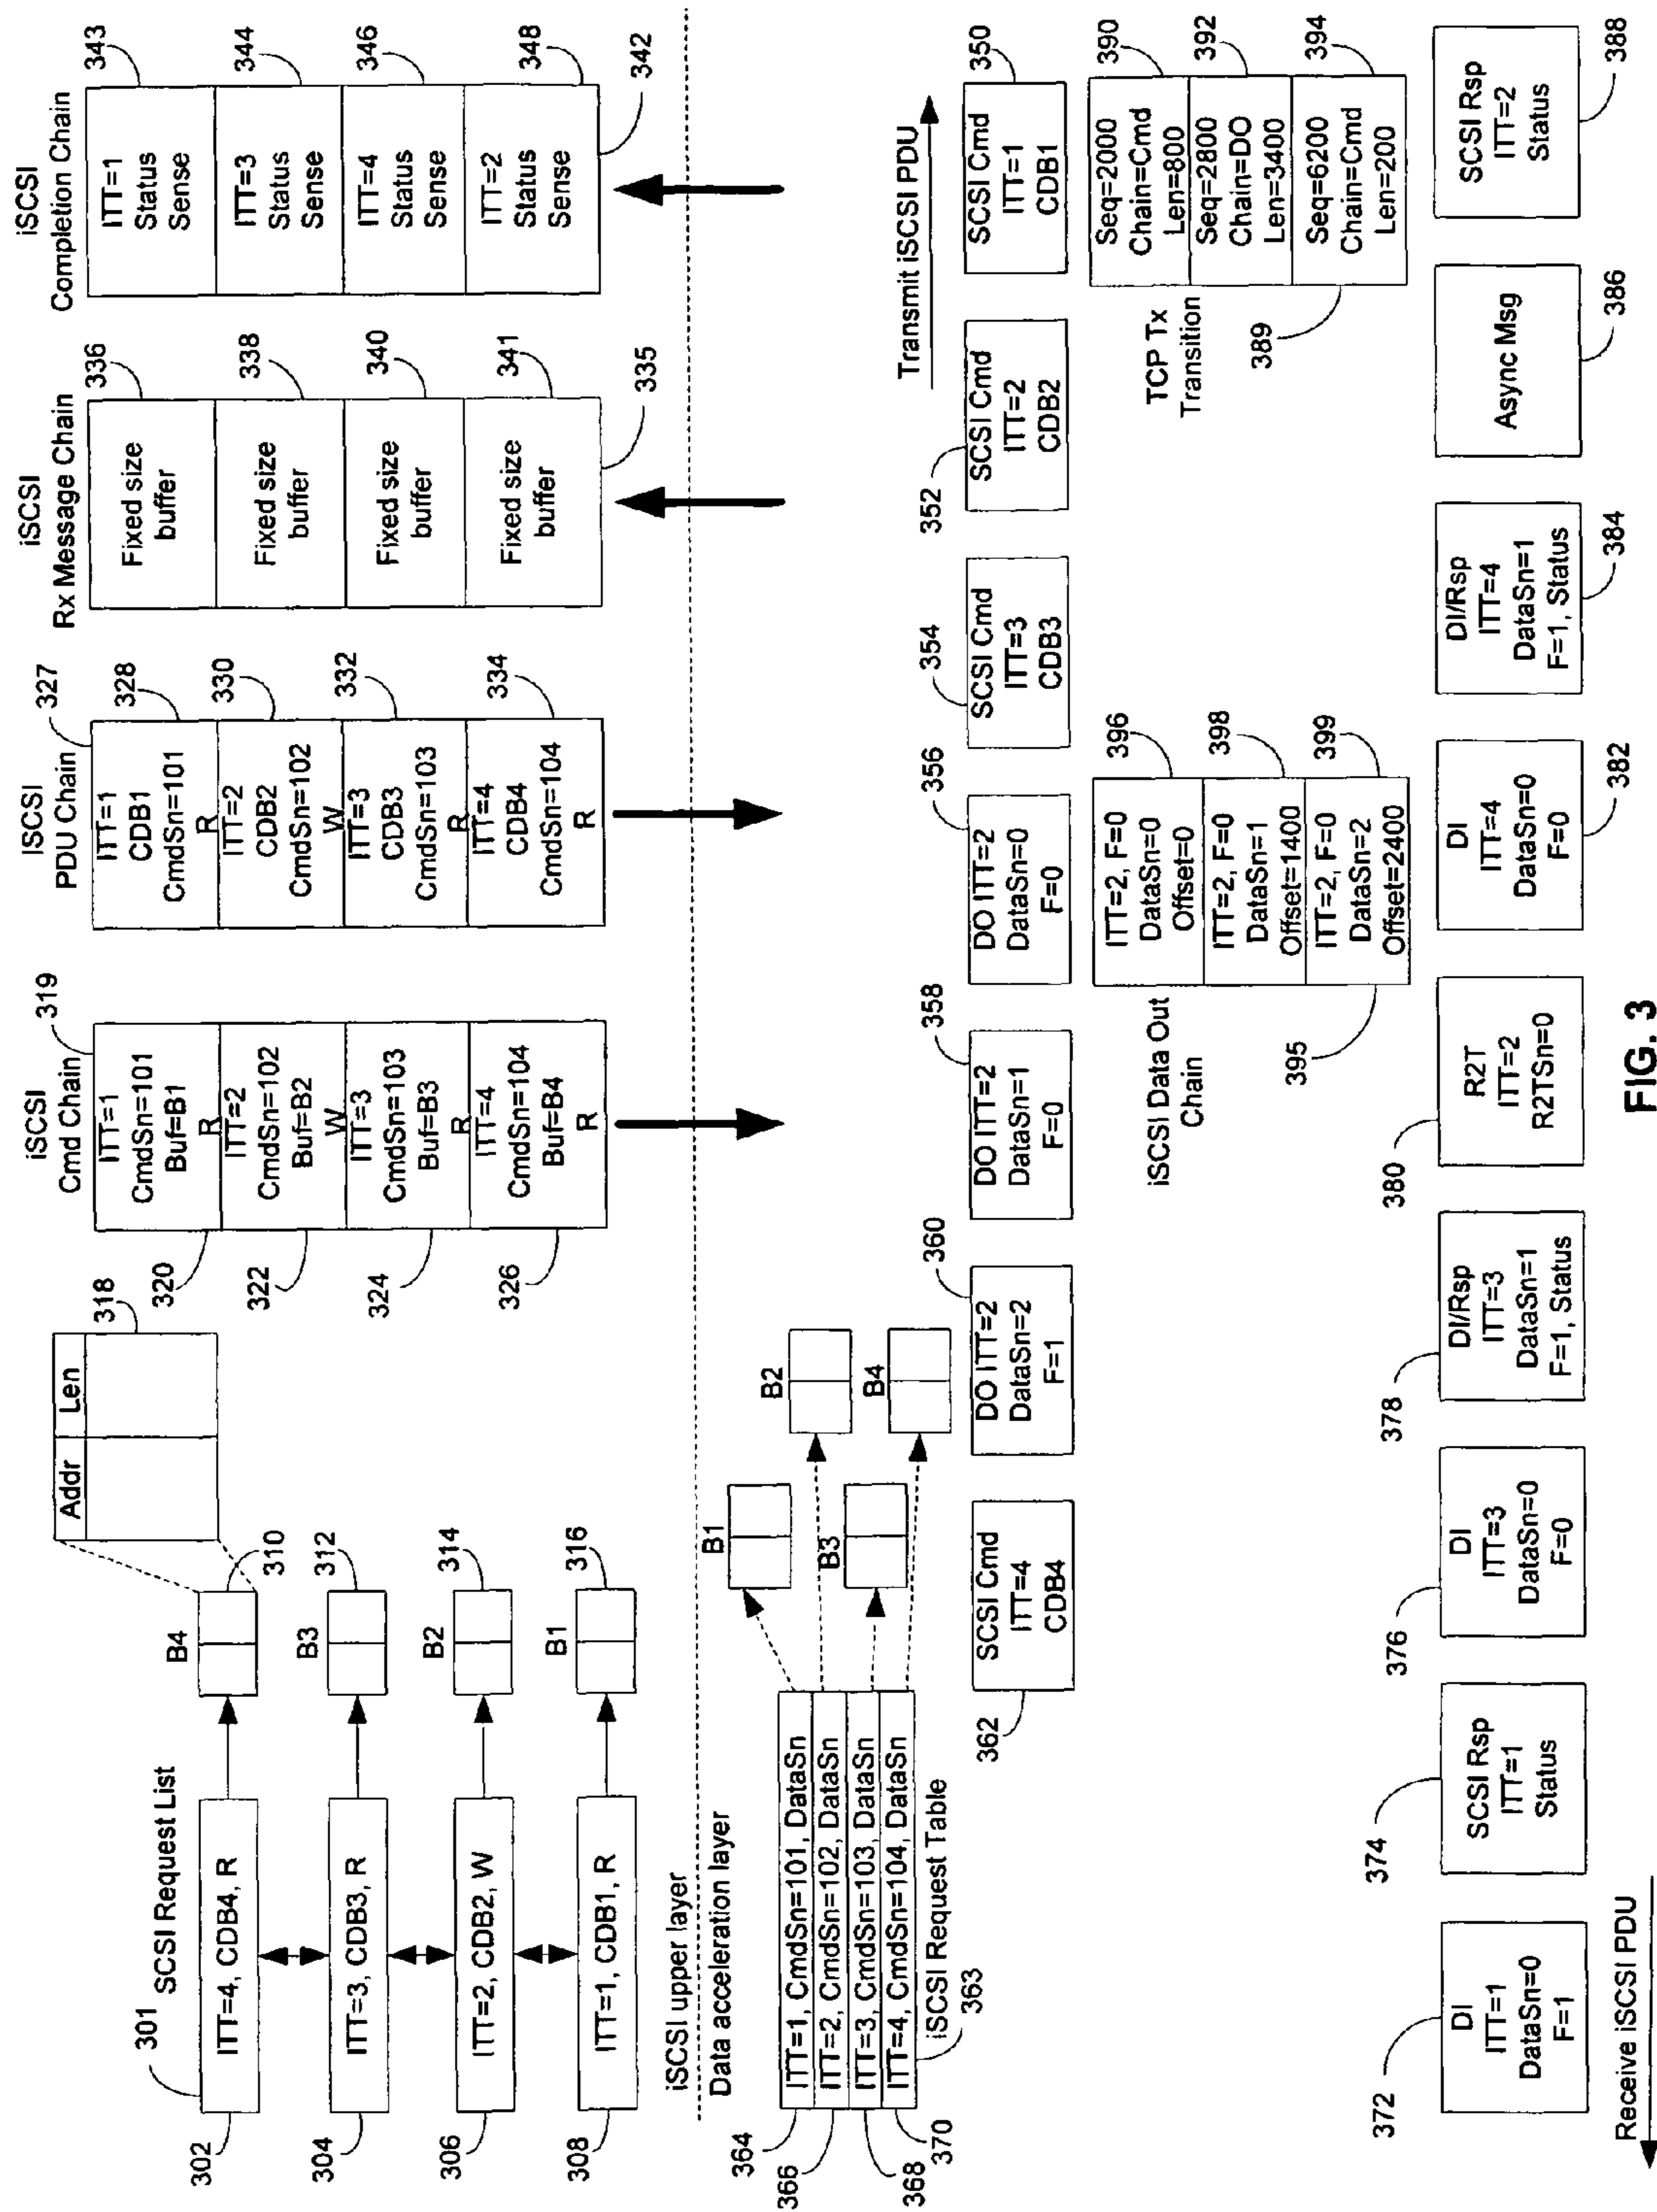 SCSI Request List
301
302
ITT=4, CDB4, R
304
ITT=3, CDB3, R
306
ITT=2, CDB2, W
308
ITT=1, CDB1, R
B4
310
B3
312
B2
314
B1
316
Addr
Len
318
iSCSI
Cmd Chain
319
ITT=1
CmdSn=101
Buf=B1
R
ITT=2
CmdSn=102
Buf=B2
W
ITT=3
CmdSn=103
Buf=B3
R
ITT=4
CmdSn=104
Buf=B4
R
320
322
324
326
iSCSI
PDU Chain
327
ITT=1
CDB1
CmdSn=101
R
ITT=2
CDB2
CmdSn=102
W
ITT=3
CDB3
CmdSn=103
R
ITT=4
CDB4
CmdSn=104
R
328
330
332
334
iSCSI
Rx Message Chain
Fixed size
buffer
Fixed size
buffer
Fixed size
buffer
Fixed size
buffer
336
338
340
341
335
iSCSI
Completion Chain
ITT=1
Status
Sense
ITT=3
Status
Sense
ITT=4
Status
Sense
ITT=2
Status
Sense
343
344
346
348
342
iSCSI upper layer
Data acceleration layer
364
366
368
370
ITT=1, CmdSn=101, DataSn
ITT=2, CmdSn=102, DataSn
ITT=3, CmdSn=103, DataSn
ITT=4, CmdSn=104, DataSn
iSCSI Request Table
363
B1
B2
B3
B4
Transmit iSCSI PDU
362
SCSI Cmd
ITT=4
CDB4
360
DO ITT=2
DataSn=2
F=1
358
DO ITT=2
DataSn=1
F=0
356
DO ITT=2
DataSn=0
F=0
354
SCSI Cmd
ITT=3
CDB3
352
SCSI Cmd
ITT=2
CDB2
350
SCSI Cmd
ITT=1
CDB1
iSCSI Data Out
Chain
395
ITT=2, F=0
DataSn=0
Offset=0
ITT=2, F=0
DataSn=1
Offset=1400
ITT=2, F=0
DataSn=2
Offset=2400
396
398
399
TCP Tx
Transition
389
Seq=2000
Chain=Cmd
Len=800
Seq=2800
Chain=DO
Len=3400
Seq=6200
Chain=Cmd
Len=200
390
392
394
372
DI
ITT=1
DataSn=0
F=1
374
SCSI Rsp
ITT=1
Status
376
DI
ITT=3
DataSn=0
F=0
378
DI/Rsp
ITT=3
DataSn=1
F=1, Status
380
R2T
ITT=2
R2TSn=0
382
DI
ITT=4
DataSn=0
F=0
384
DI/Rsp
ITT=4
DataSn=1
F=1, Status
386
Async Msg
388
SCSI Rsp
ITT=2
Status
Receive iSCSI PDU
FIG. 3